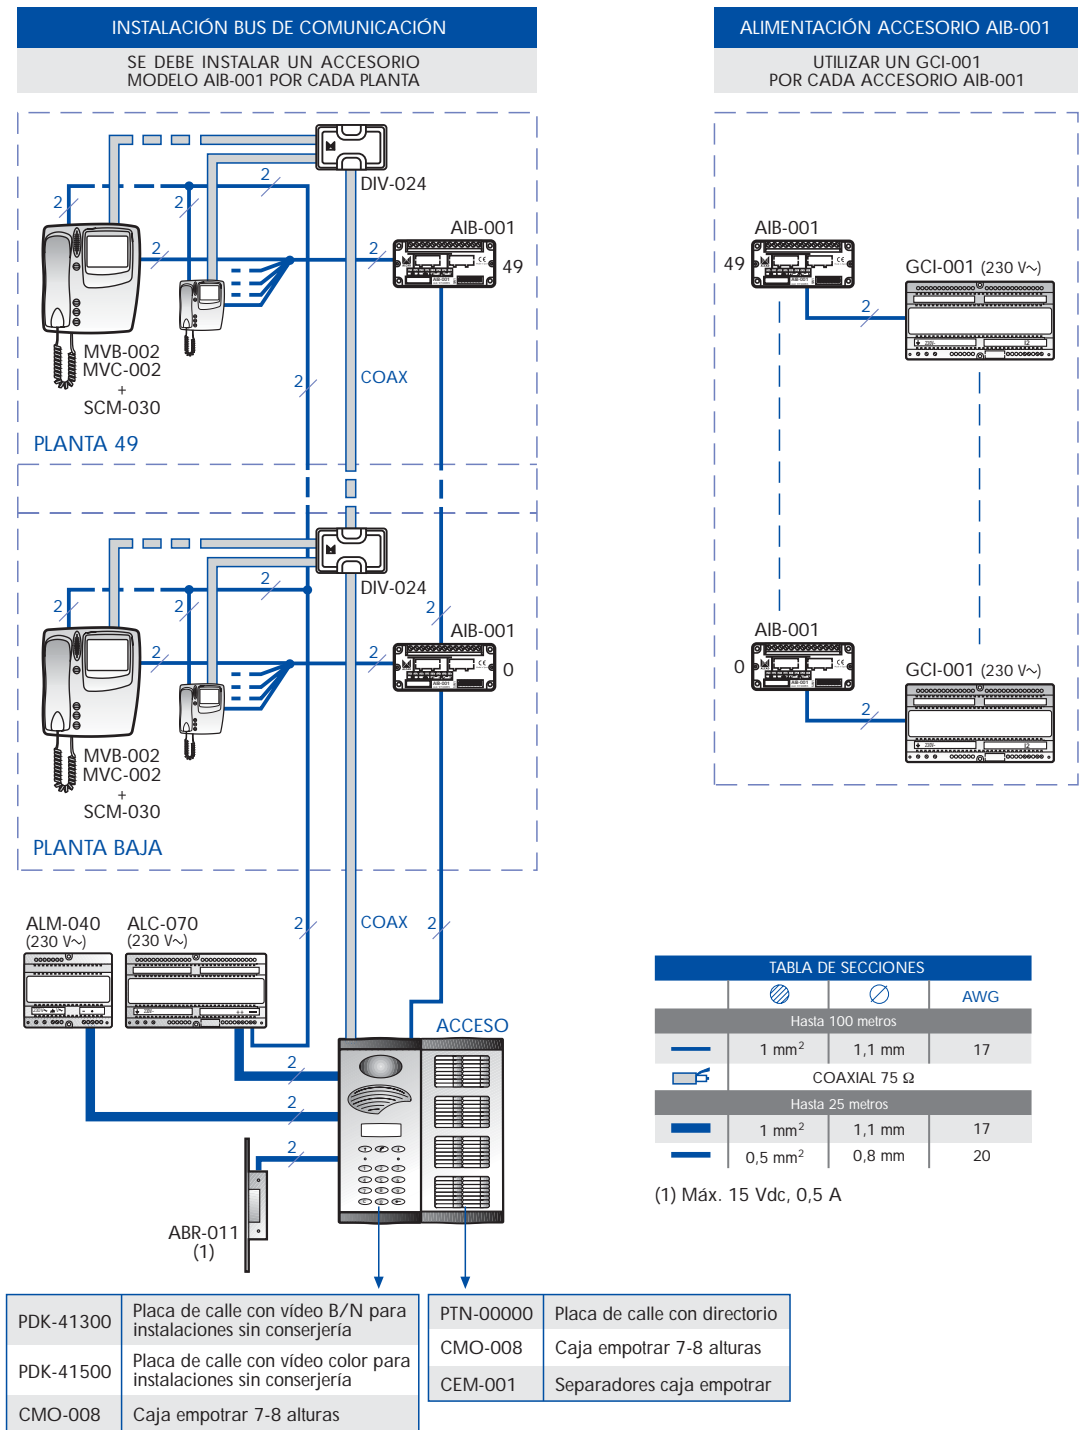 INSTALACIÓN BUS DE COMUNICACIÓN
SE DEBE INSTALAR UN ACCESORIO
MODELO AIB-001 POR CADA PLANTA
2
DIV-024
2
2
AIB-001
2
2
49
MVB-002
MVC-002
+
SCM-030
2
COAX
PLANTA 49
2
DIV-024
2
2
2
AIB-001
2
2
0
MVB-002
MVC-002
+
SCM-030
PLANTA BAJA
ALM-040
(230 V~)
ALC-070
(230 V~)
2
COAX
2
ACCESO
2
2
2
ABR-011
(1)
PDK-41300
Placa de calle con vídeo B/N para
instalaciones sin conserjería
PDK-41500
Placa de calle con vídeo color para
instalaciones sin conserjería
CMO-008
Caja empotrar 7-8 alturas
PTN-00000
Placa de calle con directorio
CMO-008
Caja empotrar 7-8 alturas
CEM-001
Separadores caja empotrar
ALIMENTACIÓN ACCESORIO AIB-001
UTILIZAR UN GCI-001
POR CADA ACCESORIO AIB-001
AIB-001
49
GCI-001 (230 V~)
2
AIB-001
0
GCI-001 (230 V~)
2
TABLA DE SECCIONES
AWG
Hasta 100 metros
1 mm²
1,1 mm
17
COAXIAL 75 Ω
Hasta 25 metros
1 mm²
1,1 mm
17
0,5 mm²
0,8 mm
20
(1) Máx. 15 Vdc, 0,5 A